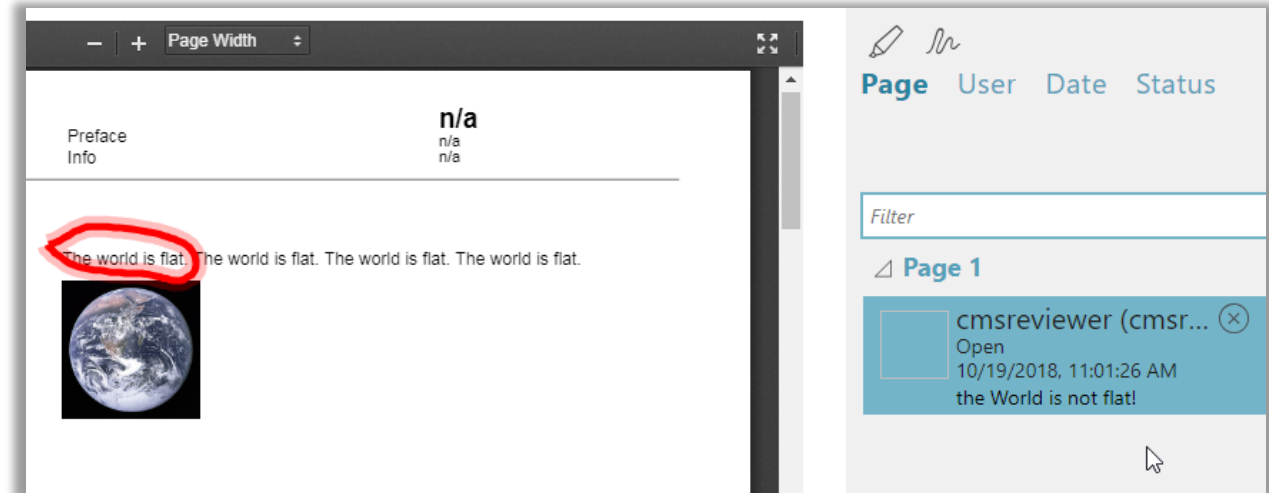 Page Width
Preface
Info
n/a
n/a
n/a
The world is flat. The world is flat. The world is flat. The world is flat.
Page User Date Status
Filter
Page 1
cmsreviewer (cmsr...
Open
10/19/2018, 11:01:26 AM
the World is not flat!